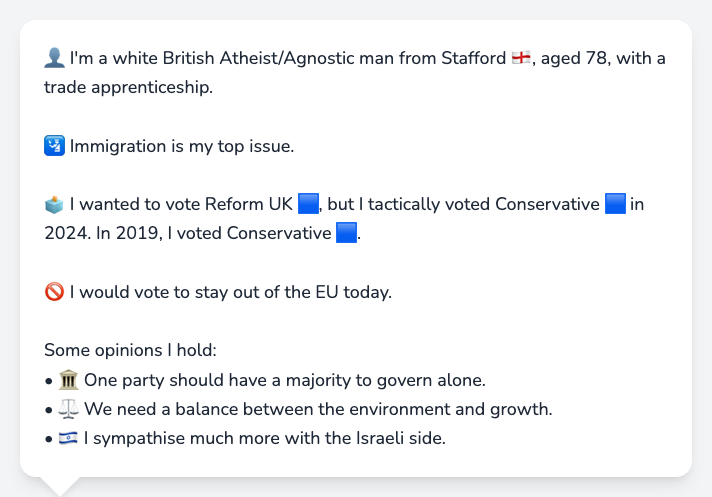 👤 I'm a white British Atheist/Agnostic man from Stafford 🏴󠁧󠁢󠁥󠁮󠁧󠁿, aged 78, with a
trade apprenticeship.
🛂 Immigration is my top issue.
🗳️ I wanted to vote Reform UK 🟦, but I tactically voted Conservative 🟦 in
2024. In 2019, I voted Conservative 🟦.
🚫 I would vote to stay out of the EU today.
Some opinions I hold:
• 🏛️ One party should have a majority to govern alone.
• ⚖️ We need a balance between the environment and growth.
• 🇮🇱 I sympathise much more with the Israeli side.